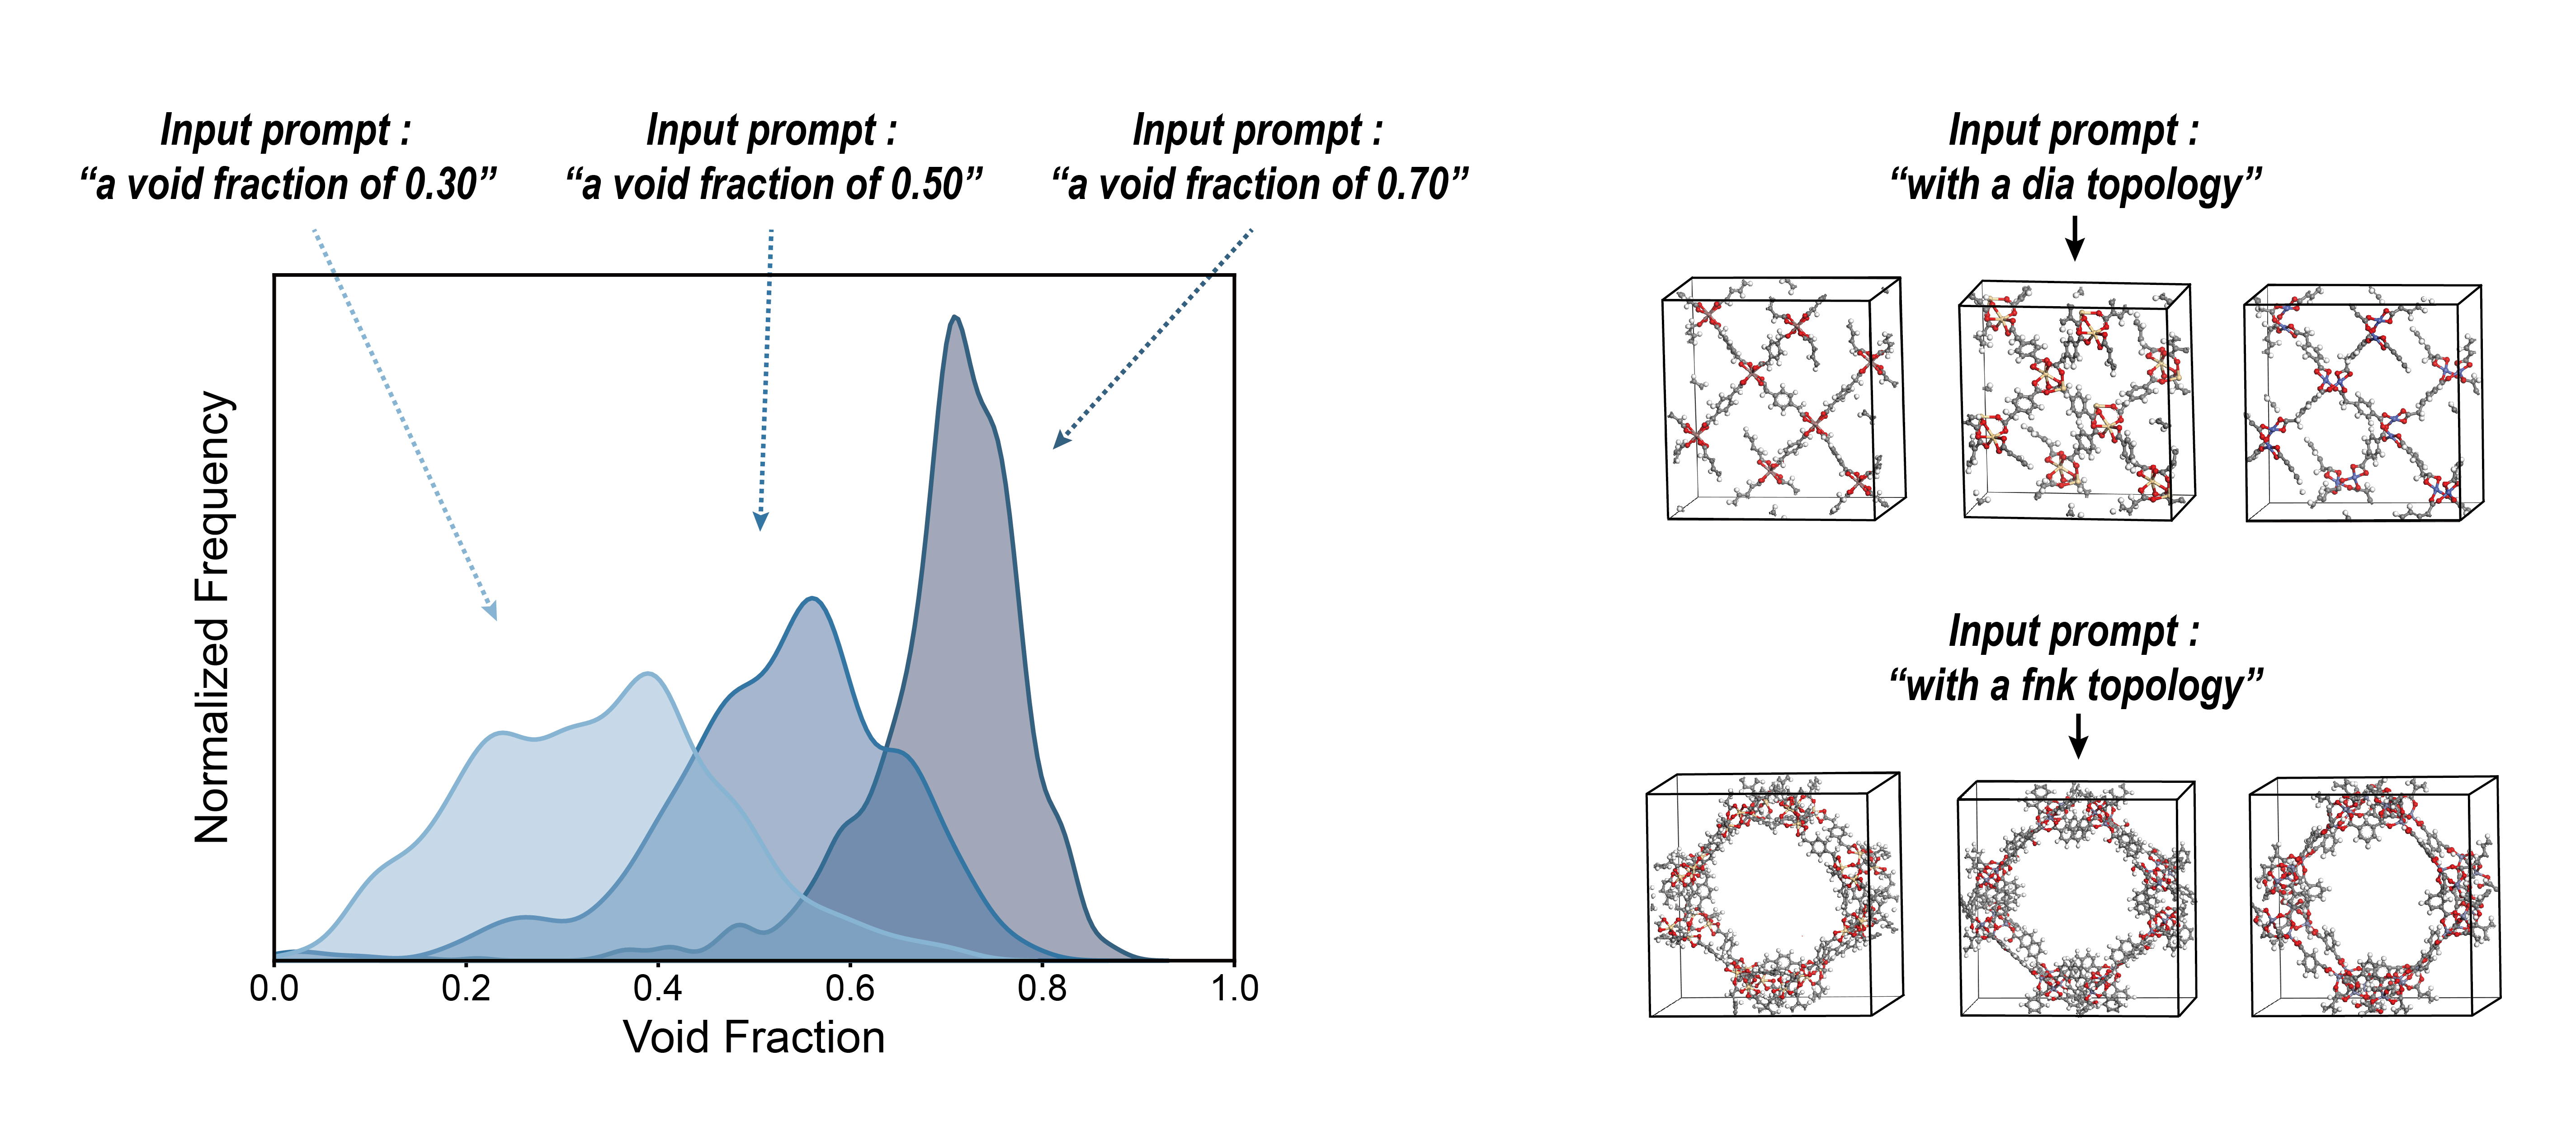 Input prompt :
“a void fraction of 0.30”
Input prompt :
“a void fraction of 0.50”
Input prompt :
“a void fraction of 0.70”
Normalized Frequency
0.0
0.2
0.4
0.6
0.8
1.0
Void Fraction
Input prompt :
“with a dia topology”
Input prompt :
“with a fnk topology”